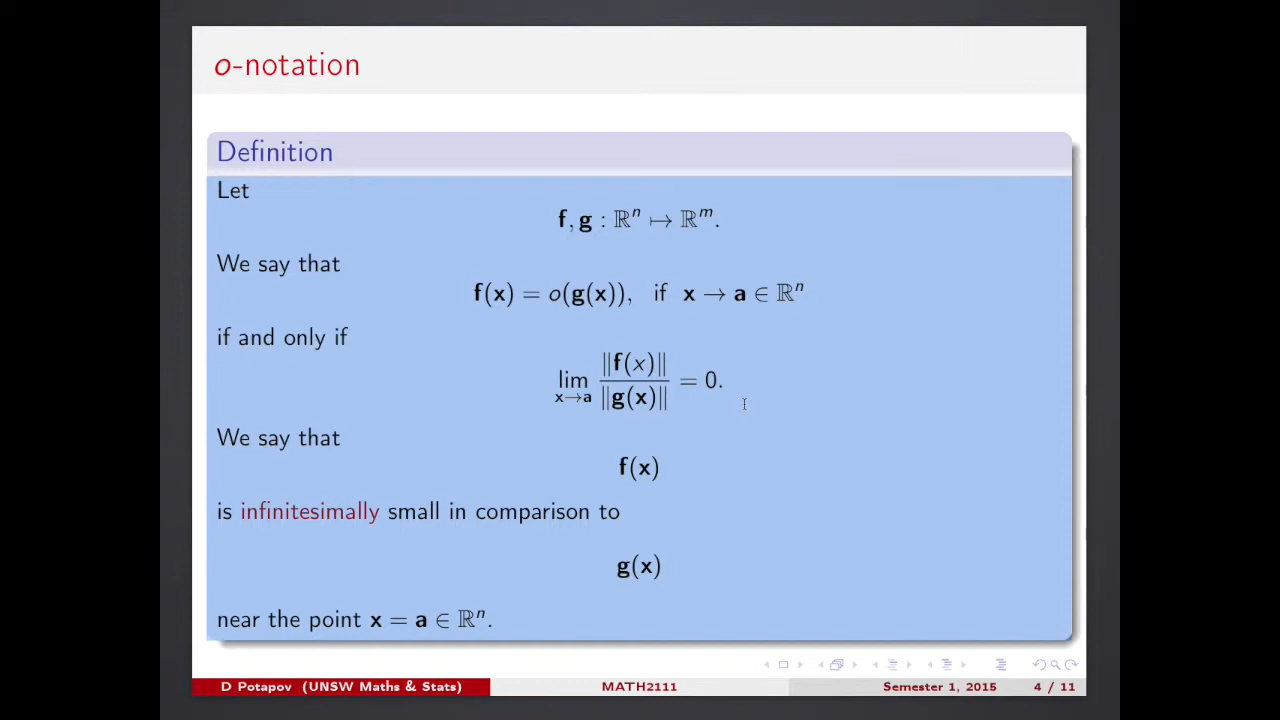 o-notation
Definition
Let
f, g : ℝⁿ ↦ ℝᵐ.
We say that
f(x) = o(g(x)), if x → a ∈ ℝⁿ
if and only if
lim x→a ‖f(x)‖ / ‖g(x)‖ = 0.
We say that
f(x)
is infinitesimally small in comparison to
g(x)
near the point x = a ∈ ℝⁿ.
D Potapov (UNSW Maths & Stats) MATH2111 Semester 1, 2015 4 / 11